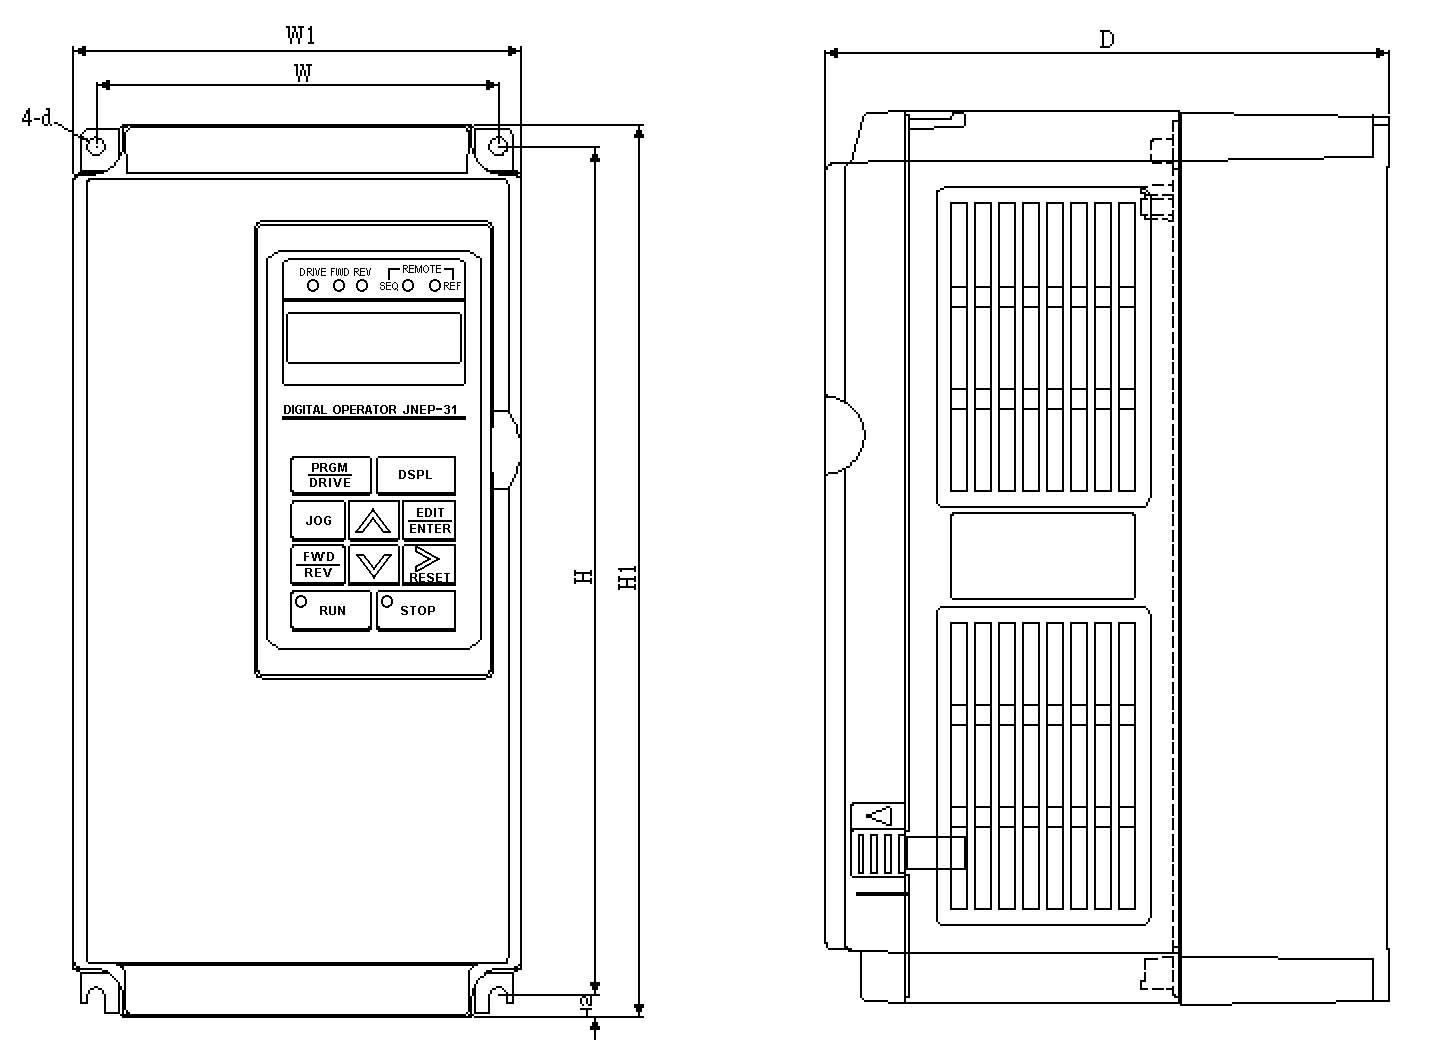 W1
D
W
4-d
DRIVE FWD REV
REMOTE
SEQ
REF
DIGITAL OPERATOR JNEP-31
PRGM
DRIVE
DSPL
JOG
EDIT
ENTER
FWD
REV
RESET
H
H1
RUN
STOP